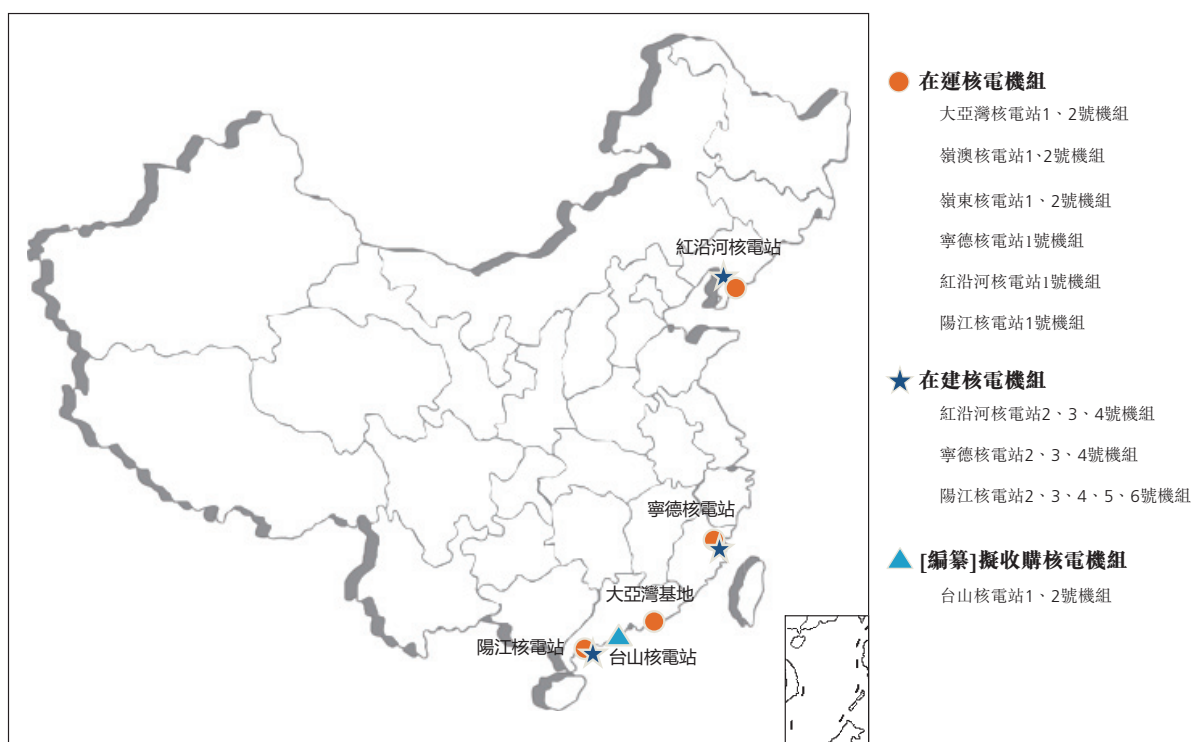 紅沿河核電站
寧德核電站
大亞灣基地
陽江核電站
台山核電站
在運核電機組
大亞灣核電站1、2號機組
嶺澳核電站1、2號機組
嶺東核電站1、2號機組
寧德核電站1號機組
紅沿河核電站1號機組
陽江核電站1號機組
在建核電機組
紅沿河核電站2、3、4號機組
寧德核電站2、3、4號機組
陽江核電站2、3、4、5、6號機組
[編纂]擬收購核電機組
台山核電站1、2號機組